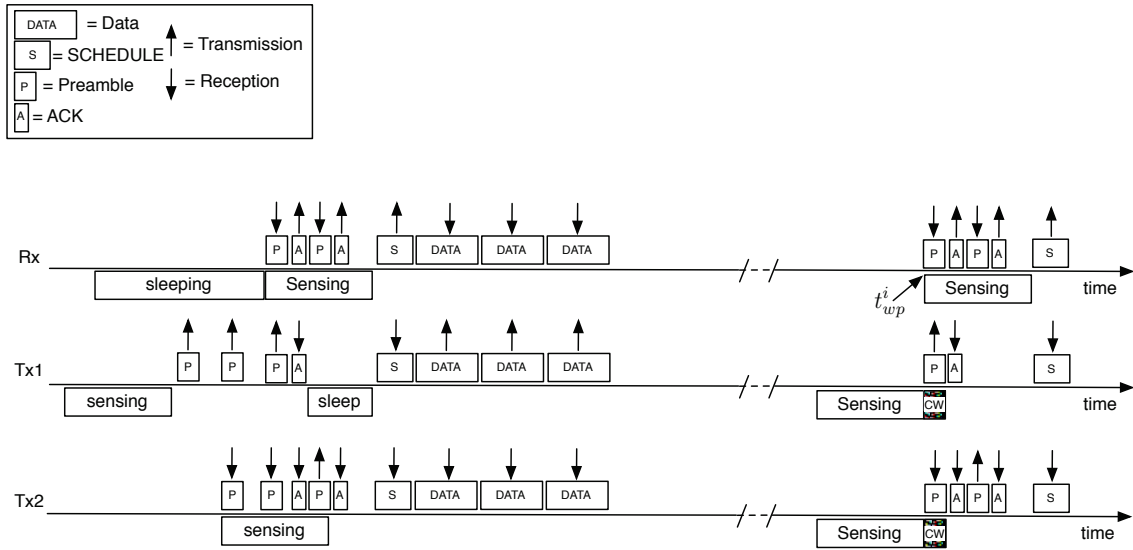 DATA = Data
S = SCHEDULE
P = Preamble
A = ACK
= Transmission
= Reception
P A P A S DATA DATA DATA P A P A S
Rx
sleeping Sensing Sensing time
t^i_wp
P P P A S DATA DATA DATA P A S
Tx1
sensing sleep Sensing CW time
P P A P A S DATA DATA DATA P A P A S
Tx2
sensing Sensing CW time